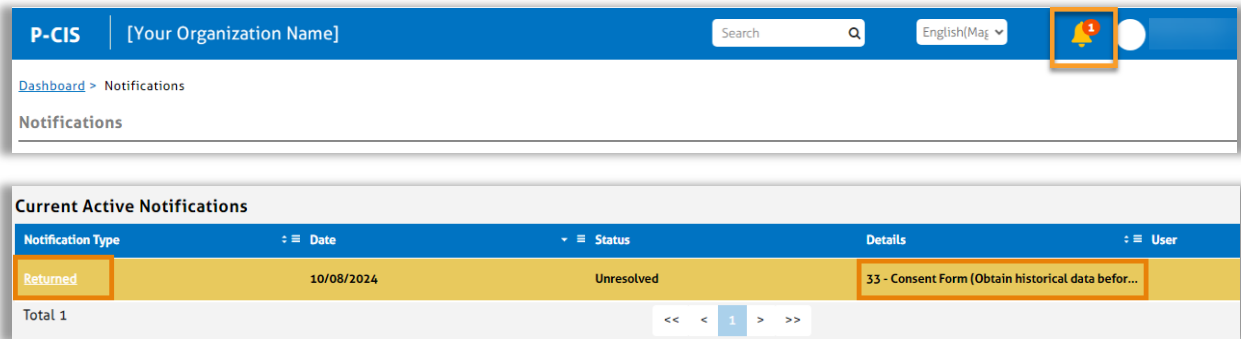 P-CIS [Your Organization Name] Search English(Maç 1
Dashboard > Notifications
Notifications
Current Active Notifications
Notification Type Date Status Details User
Returned 10/08/2024 Unresolved 33 - Consent Form (Obtain historical data befor...
Total 1 << < 1 > >>